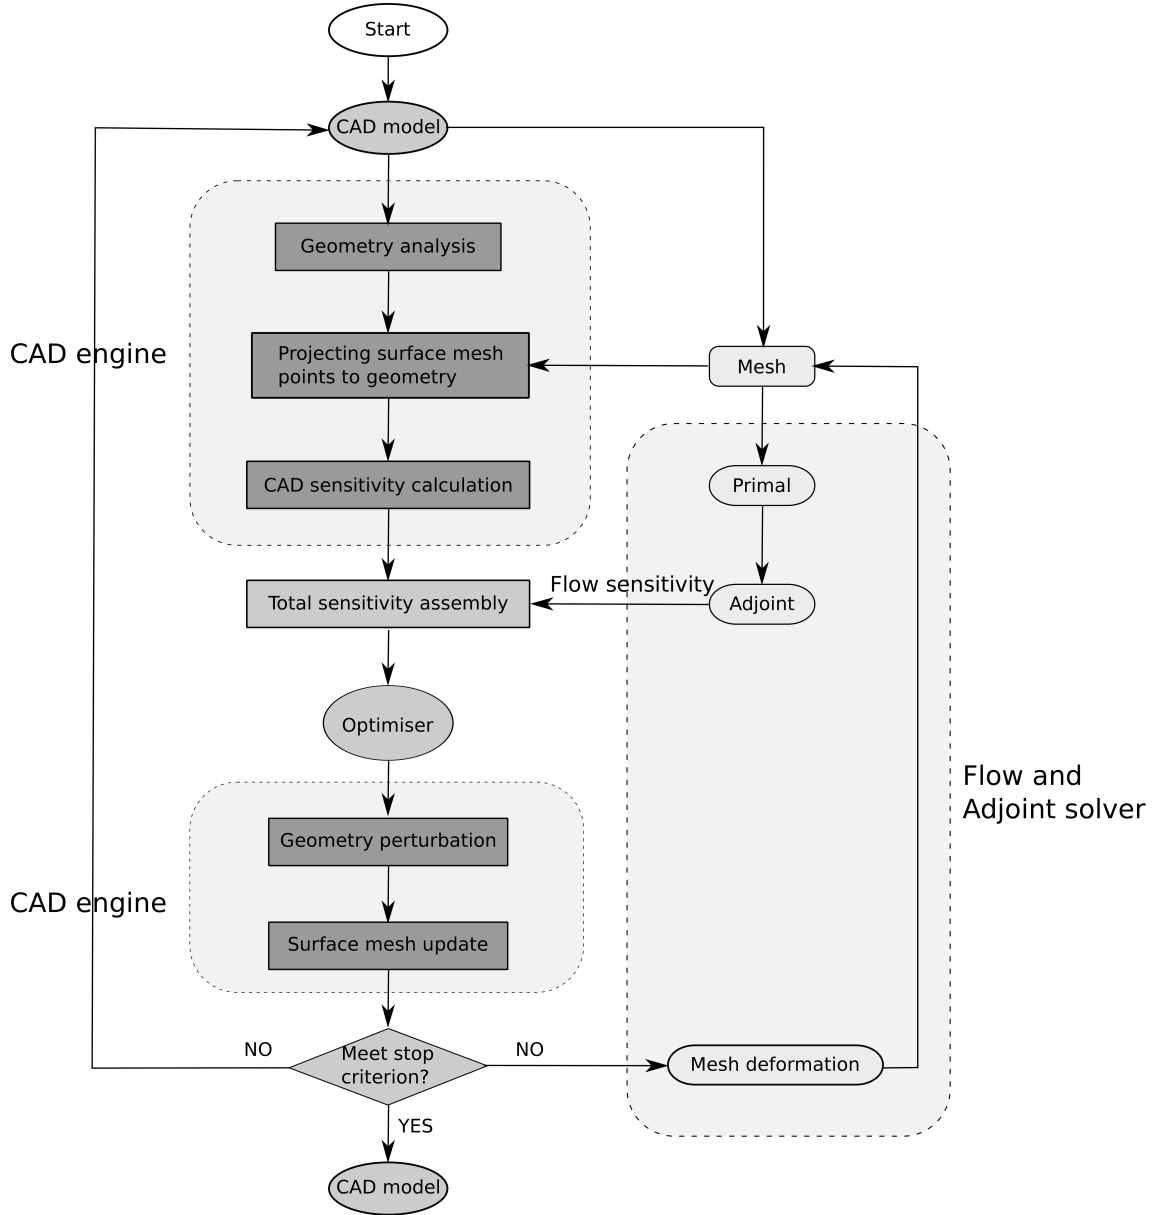 Start
CAD model
Geometry analysis
CAD engine
Projecting surface mesh
points to geometry
Mesh
CAD sensitivity calculation
Primal
Flow sensitivity
Total sensitivity assembly
Adjoint
Optimiser
Flow and
Adjoint solver
Geometry perturbation
CAD engine
Surface mesh update
NO
Meet stop
criterion?
NO
Mesh deformation
YES
CAD model